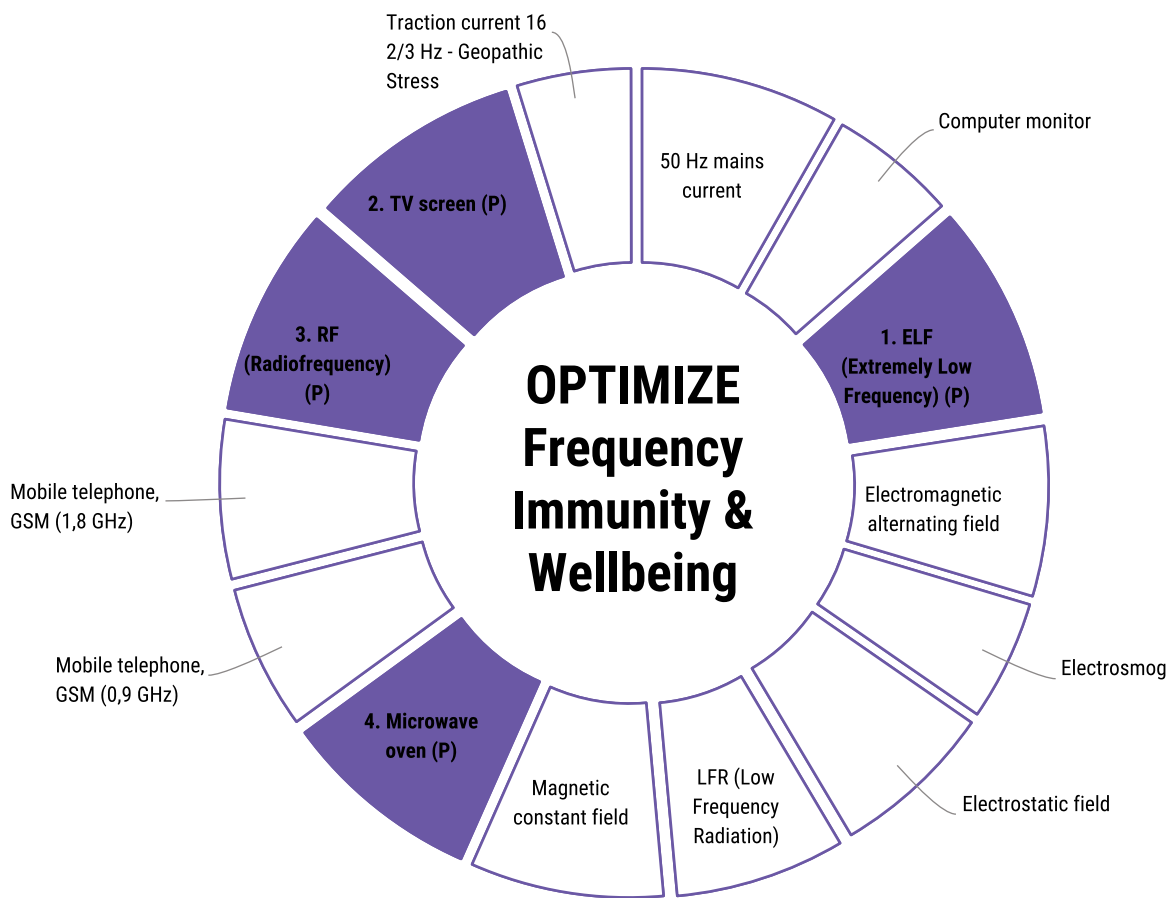 Traction current 16
2/3 Hz - Geopathic
Stress
50 Hz mains
current
Computer monitor
2. TV screen (P)
1. ELF
(Extremely Low
Frequency) (P)
3. RF
(Radiofrequency)
(P)
OPTIMIZE
Frequency
Immunity &
Wellbeing
Electromagnetic
alternating field
Mobile telephone,
GSM (1,8 GHz)
Mobile telephone,
GSM (0,9 GHz)
Electrosmog
4. Microwave
oven (P)
Magnetic
constant field
LFR (Low
Frequency
Radiation)
Electrostatic field